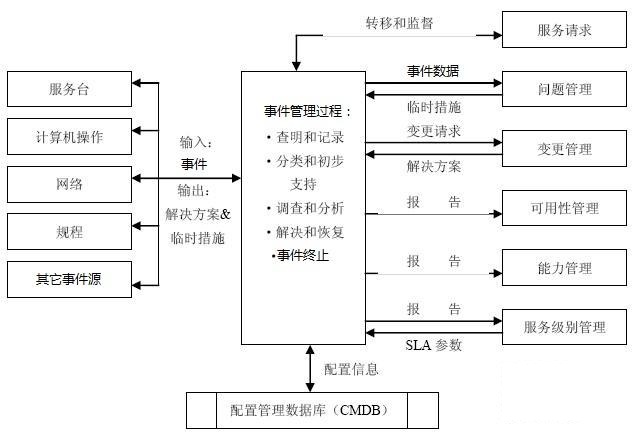 转移和监督
服务请求
服务台
计算机操作
网络
规程
其它事件源
输入：
事件
输出：
解决方案&
临时措施
事件管理过程：
·查明和记录
·分类和初步
支持
·调查和分析
·解决和恢复
·事件终止
事件数据
临时措施
问题管理
变更请求
解决方案
变更管理
报 告
可用性管理
报 告
能力管理
报 告
SLA 参数
服务级别管理
配置信息
配置管理数据库（CMDB）